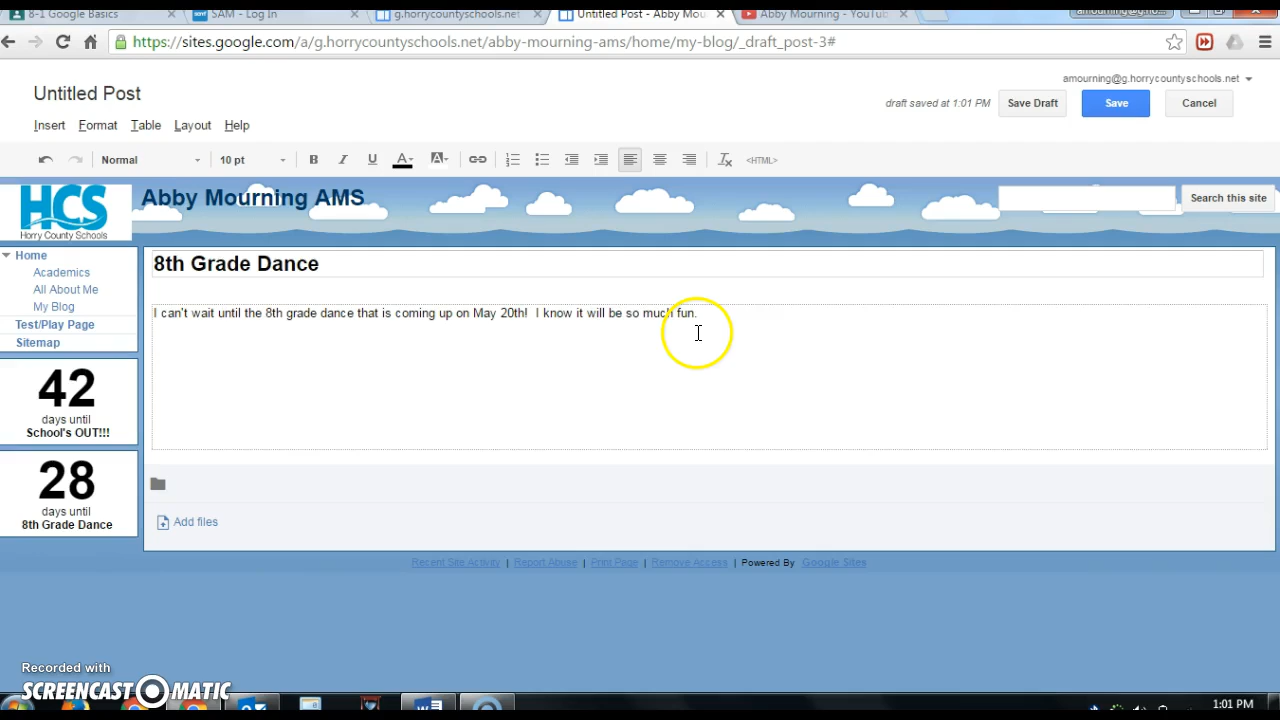 8-1 Google Basics
SAM - Log In
g.horrycountyschools.net
Untitled Post - Abby Mou
Abby Mourning - YouTu
https://sites.google.com/a/g.horrycountyschools.net/abby-mourning-ams/home/my-blog/_draft_post-3#
amourning@g.horrycountyschools.net
Untitled Post
draft saved at 1:01 PM
Save Draft
Save
Cancel
Insert Format Table Layout Help
Normal 10 pt B I U A A <HTML>
HCS
Horry County Schools
Abby Mourning AMS
Search this site
Home
Academics
All About Me
My Blog
Test/Play Page
Sitemap
42
days until
School's OUT!!!
28
days until
8th Grade Dance
8th Grade Dance
I can't wait until the 8th grade dance that is coming up on May 20th! I know it will be so much fun.
Add files
Recent Site Activity | Report Abuse | Print Page | Remove Access | Powered By Google Sites
Recorded with
SCREENCAST MATIC
1:01 PM